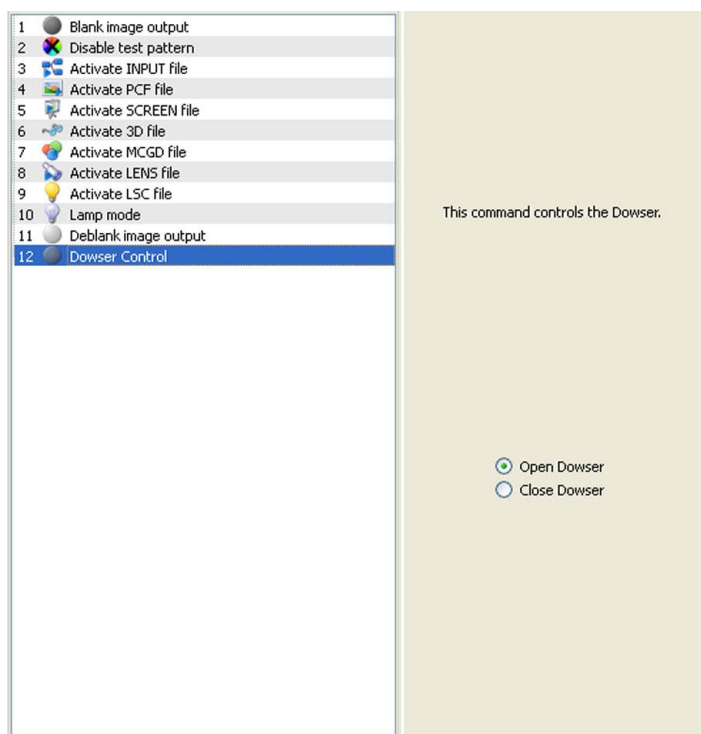 1 Blank image output
2 Disable test pattern
3 Activate INPUT file
4 Activate PCF file
5 Activate SCREEN file
6 Activate 3D file
7 Activate MCGD file
8 Activate LENS file
9 Activate LSC file
10 Lamp mode
11 Deblank image output
12 Dowser Control
This command controls the Dowser.
Open Dowser
Close Dowser